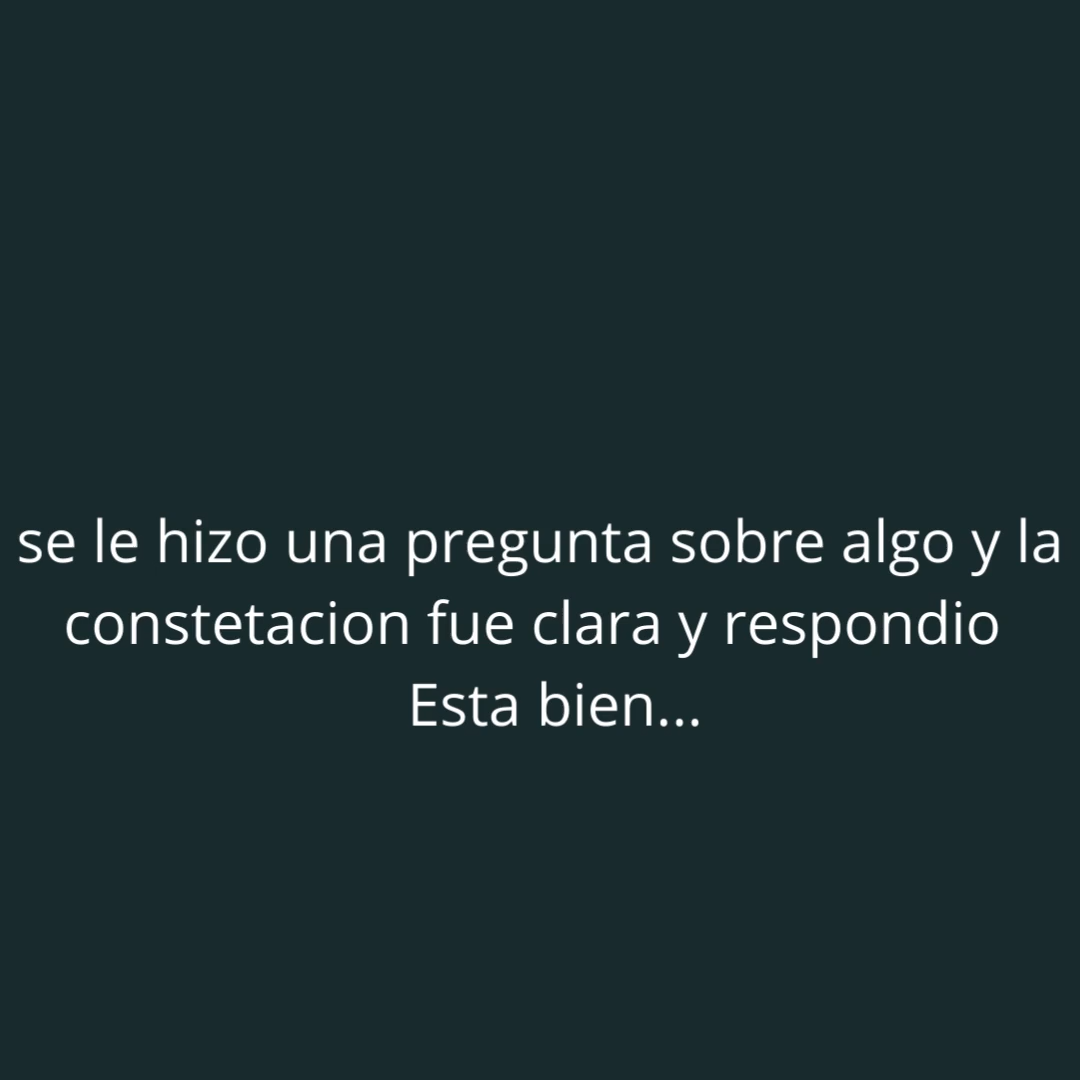 se le hizo una pregunta sobre algo y la
constetacion fue clara y respondio
Esta bien...